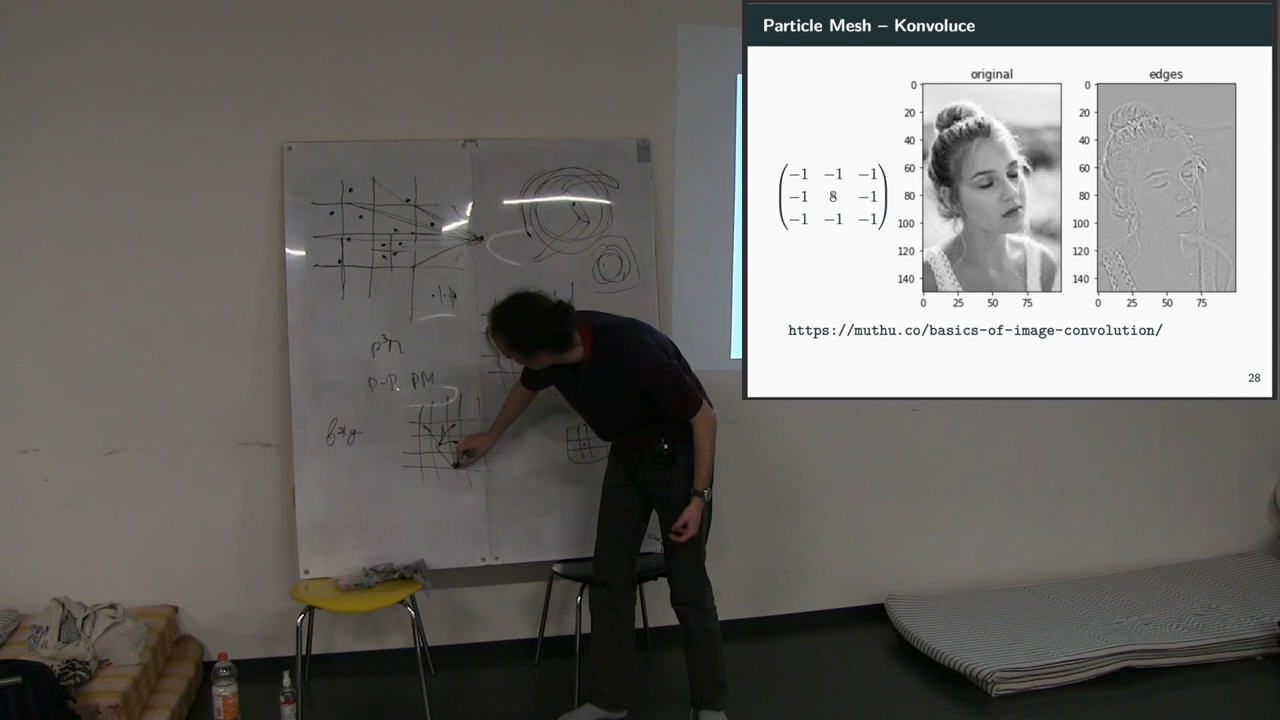 Particle Mesh – Konvoluce
original
edges
0
20
40
60
80
100
120
140
0 25 50 75
0
20
40
60
80
100
120
140
0 25 50 75
−1 −1 −1
−1 8 −1
−1 −1 −1
https://muthu.co/basics-of-image-convolution/
28
P³M
P-P, PM
f*g